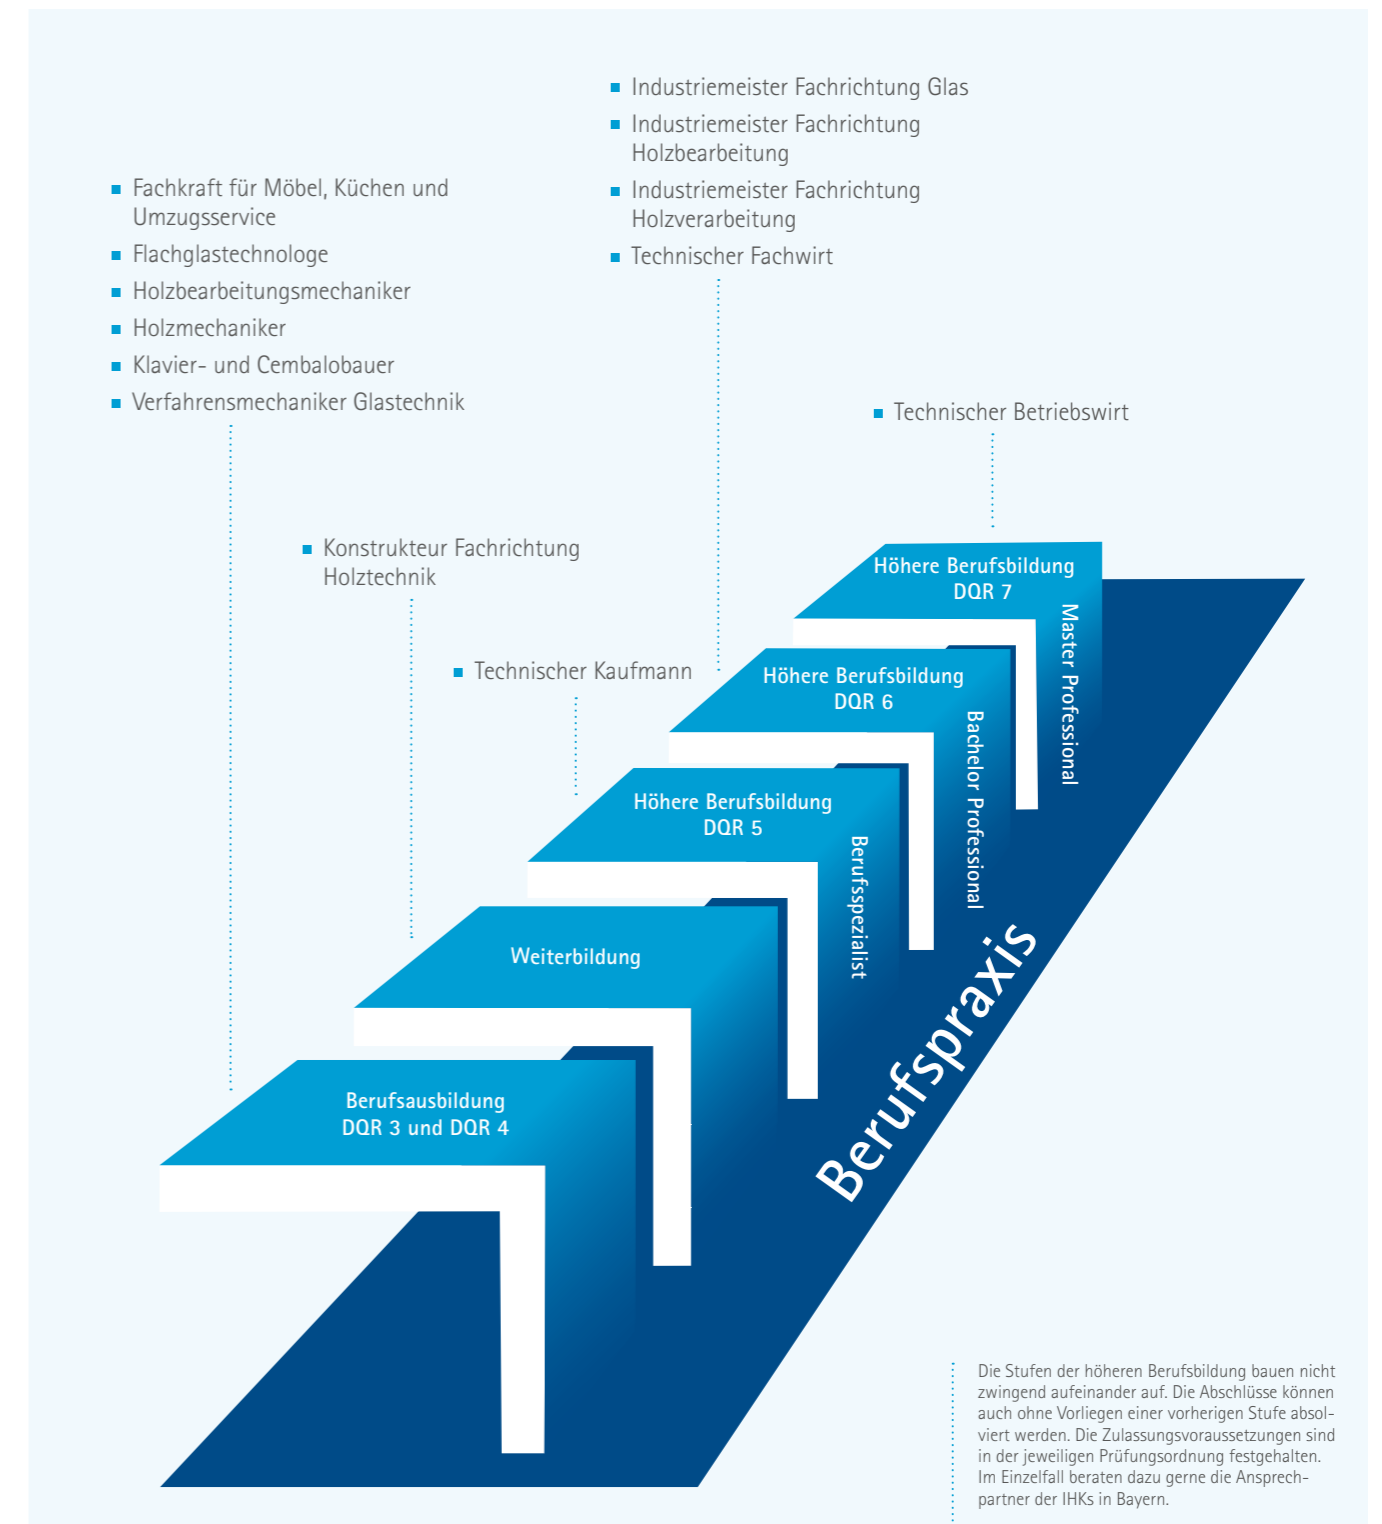 Industriemeister Fachrichtung Glas
Industriemeister Fachrichtung
Holzbearbeitung
Industriemeister Fachrichtung
Holzverarbeitung
Technischer Fachwirt
Fachkraft für Möbel, Küchen und
Umzugsservice
Flachglastechnologe
Holzbearbeitungsmechaniker
Holzmechaniker
Klavier- und Cembalobauer
Verfahrensmechaniker Glastechnik
Technischer Betriebswirt
Konstrukteur Fachrichtung
Holztechnik
Technischer Kaufmann
Höhere Berufsbildung
DQR 7
Master Professional
Höhere Berufsbildung
DQR 6
Bachelor Professional
Höhere Berufsbildung
DQR 5
Berufsspezialist
Weiterbildung
Berufsausbildung
DQR 3 und DQR 4
Berufspraxis
Die Stufen der höheren Berufsbildung bauen nicht
zwingend aufeinander auf. Die Abschlüsse können
auch ohne Vorliegen einer vorherigen Stufe absol-
viert werden. Die Zulassungsvoraussetzungen sind
in der jeweiligen Prüfungsordnung festgehalten.
Im Einzelfall beraten dazu gerne die Ansprech-
partner der IHKs in Bayern.